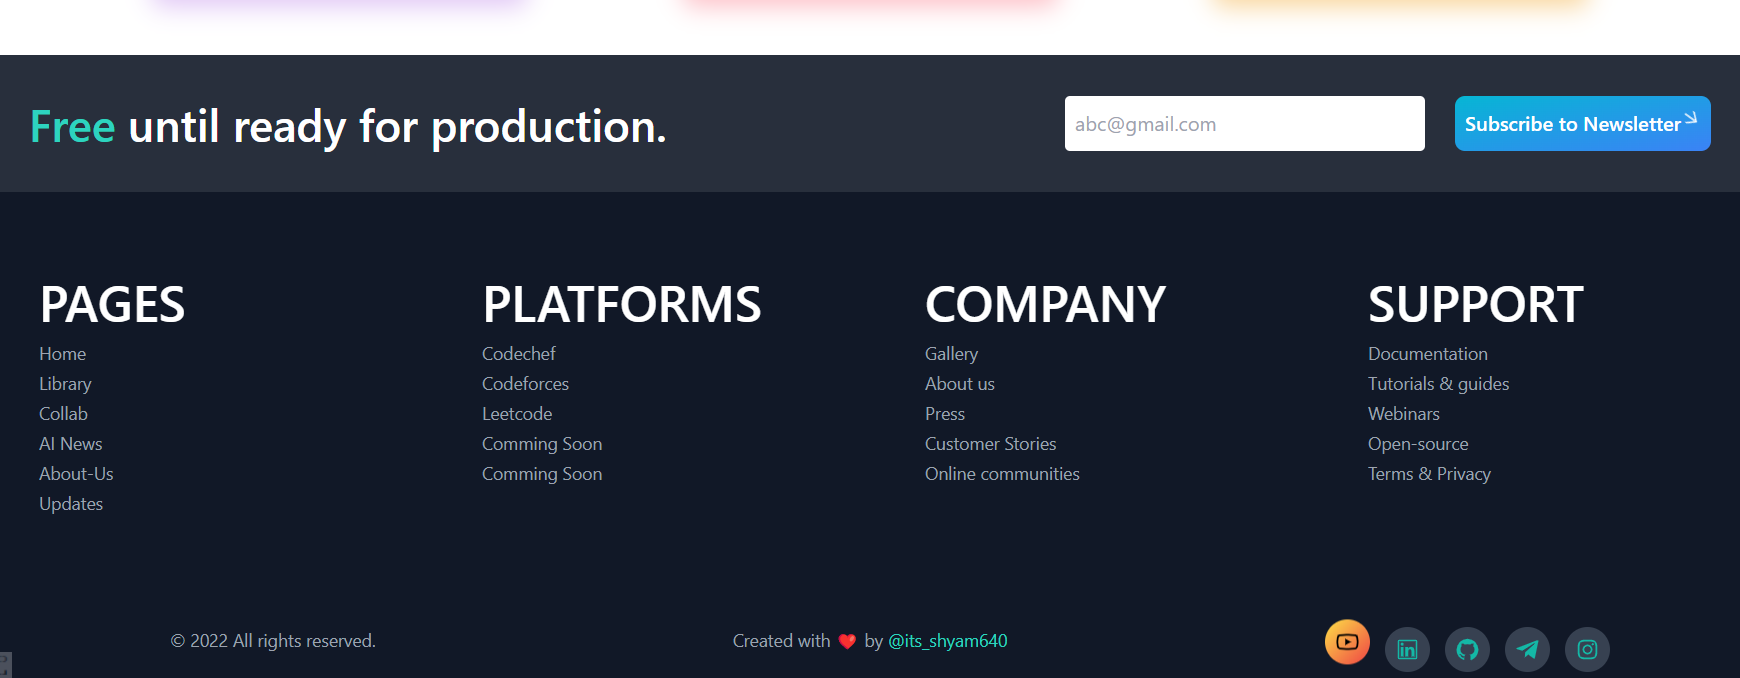 Free until ready for production.
abc@gmail.com
Subscribe to Newsletter
PAGES
Home
Library
Collab
AI News
About-Us
Updates
PLATFORMS
Codechef
Codeforces
Leetcode
Comming Soon
Comming Soon
COMPANY
Gallery
About us
Press
Customer Stories
Online communities
SUPPORT
Documentation
Tutorials & guides
Webinars
Open-source
Terms & Privacy
© 2022 All rights reserved.
Created with ❤️ by @its_shyam640
in